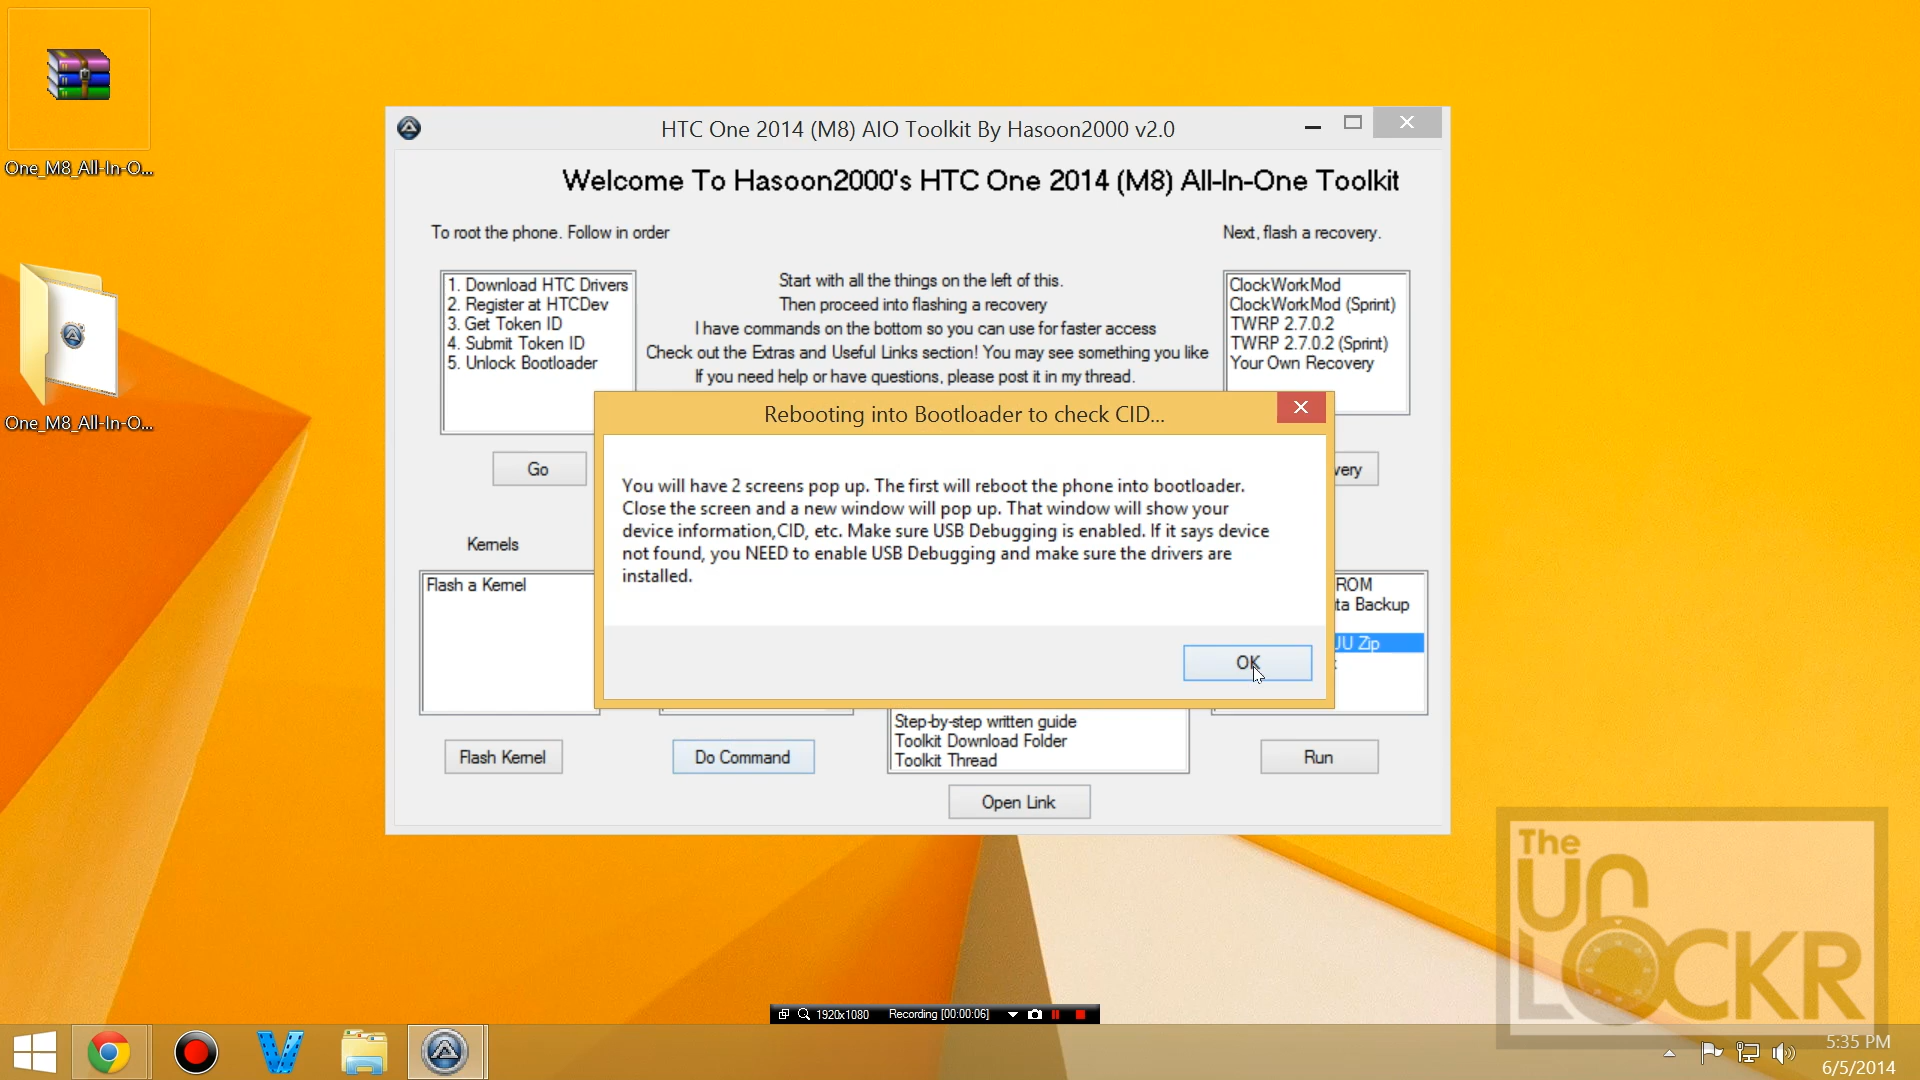 One_M8_All-In-O...
One_M8_All-In-O...
HTC One 2014 (M8) AIO Toolkit By Hasoon2000 v2.0
Welcome To Hasoon2000's HTC One 2014 (M8) All-In-One Toolkit
To root the phone. Follow in order
Next, flash a recovery.
1. Download HTC Drivers
2. Register at HTCDev
3. Get Token ID
4. Submit Token ID
5. Unlock Bootloader
Start with all the things on the left of this.
Then proceed into flashing a recovery
I have commands on the bottom so you can use for faster access
Check out the Extras and Useful Links section! You may see something you like
If you need help or have questions, please post it in my thread.
ClockWorkMod
ClockWorkMod (Sprint)
TWRP 2.7.0.2
TWRP 2.7.0.2 (Sprint)
Your Own Recovery
Go
very
Rebooting into Bootloader to check CID...
You will have 2 screens pop up. The first will reboot the phone into bootloader.
Close the screen and a new window will pop up. That window will show your
device information,CID, etc. Make sure USB Debugging is enabled. If it says device
not found, you NEED to enable USB Debugging and make sure the drivers are
installed.
OK
Kernels
Flash a Kernel
ROM
ta Backup
UU Zip
Step-by-step written guide
Toolkit Download Folder
Toolkit Thread
Flash Kernel
Do Command
Run
Open Link
The
UnLOCKR
1920x1080 Recording [00:00:06]
5:35 PM
6/5/2014